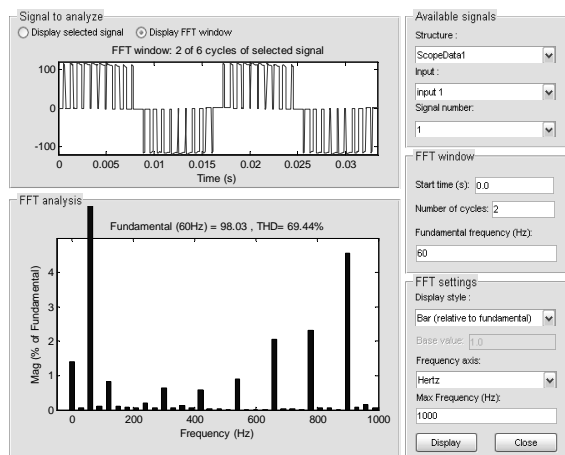 Signal to analyze
Display selected signal Display FFT window
FFT window: 2 of 6 cycles of selected signal
100
0
-100
0 0.005 0.01 0.015 0.02 0.025 0.03
Time (s)
FFT analysis
Fundamental (60Hz) = 98.03 , THD= 69.44%
Mag (% of Fundamental)
4
3
2
1
0
0 200 400 600 800 1000
Frequency (Hz)
Available signals
Structure :
ScopeData1
Input :
input 1
Signal number:
1
FFT window
Start time (s): 0.0
Number of cycles: 2
Fundamental frequency (Hz):
60
FFT settings
Display style :
Bar (relative to fundamental)
Base value: 1.0
Frequency axis:
Hertz
Max Frequency (Hz):
1000
Display Close